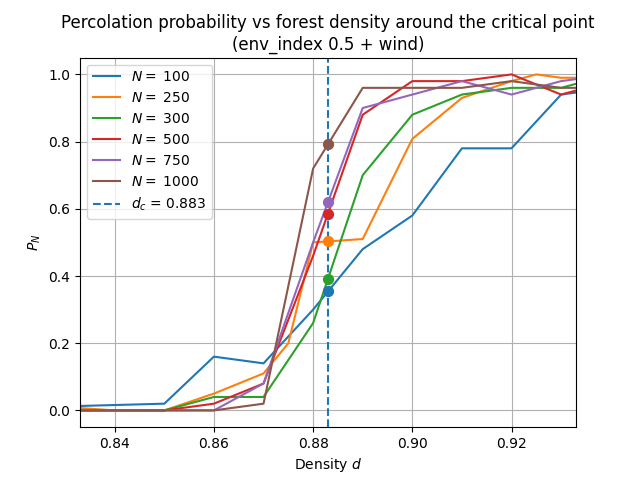 Percolation probability vs forest density around the critical point
(env_index 0.5 + wind)
1.0
0.8
0.6
0.4
0.2
0.0
P_N
N = 100
N = 250
N = 300
N = 500
N = 750
N = 1000
d_c = 0.883
0.84
0.86
0.88
0.90
0.92
Density d